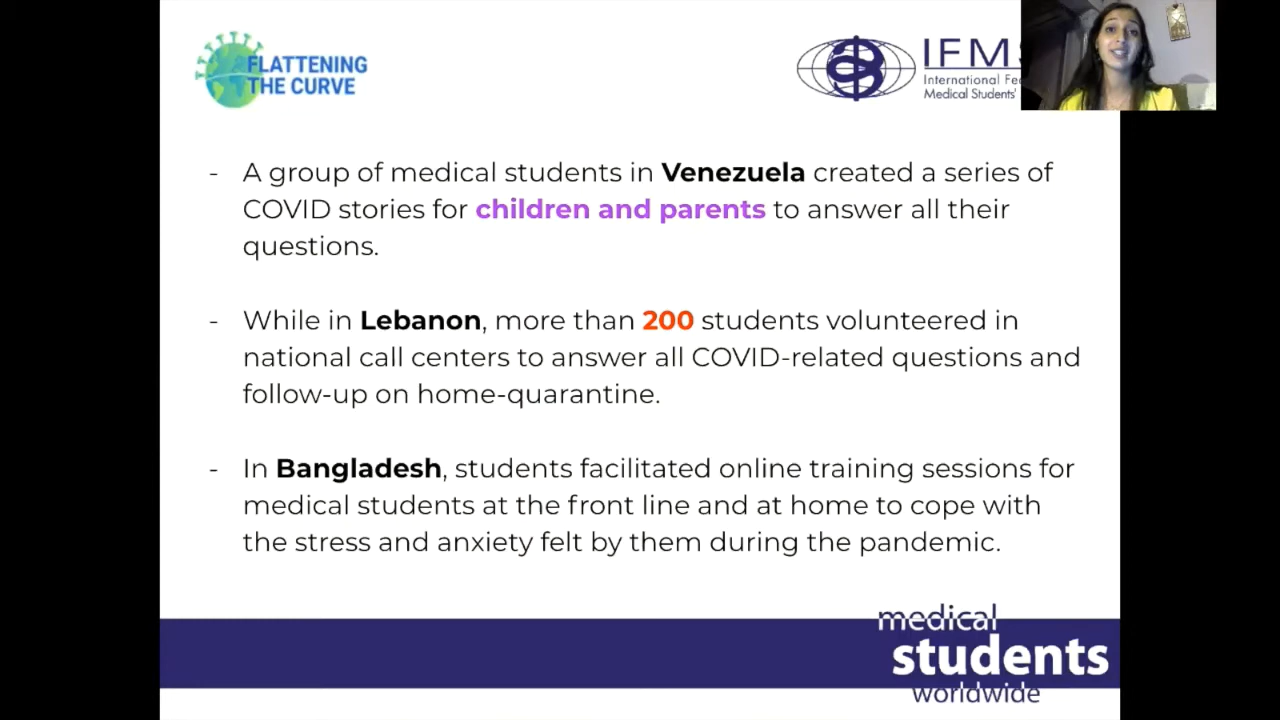 FLATTENING
THE CURVE
IFMS
International Fe
Medical Students'
- A group of medical students in Venezuela created a series of
COVID stories for children and parents to answer all their
questions.
- While in Lebanon, more than 200 students volunteered in
national call centers to answer all COVID-related questions and
follow-up on home-quarantine.
- In Bangladesh, students facilitated online training sessions for
medical students at the front line and at home to cope with
the stress and anxiety felt by them during the pandemic.
medical
students
worldwide